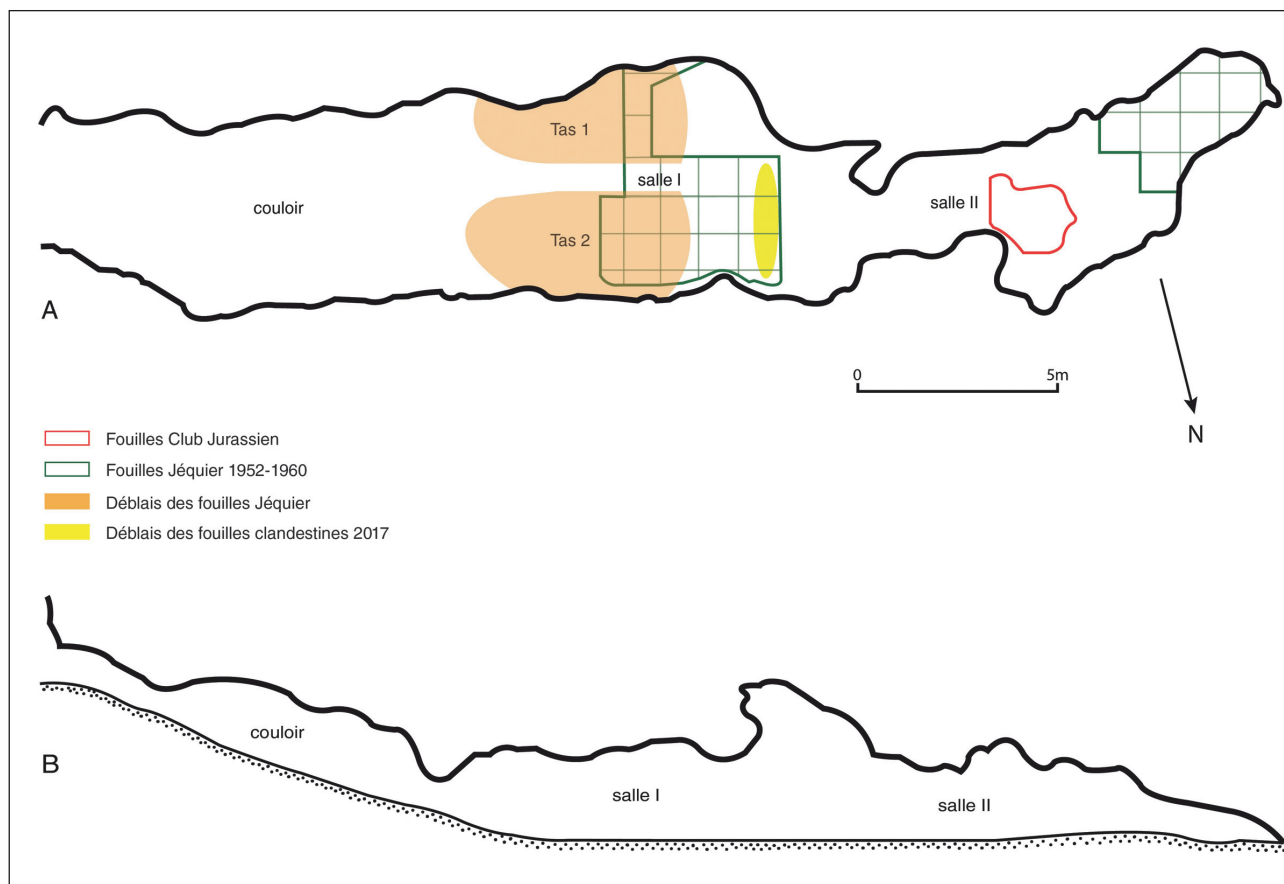 Tas 1
salle I
couloir
salle II
Tas 2
A
0 5m
N
Fouilles Club Jurassien
Fouilles Jéquier 1952-1960
Déblais des fouilles Jéquier
Déblais des fouilles clandestines 2017
couloir
B
salle I
salle II